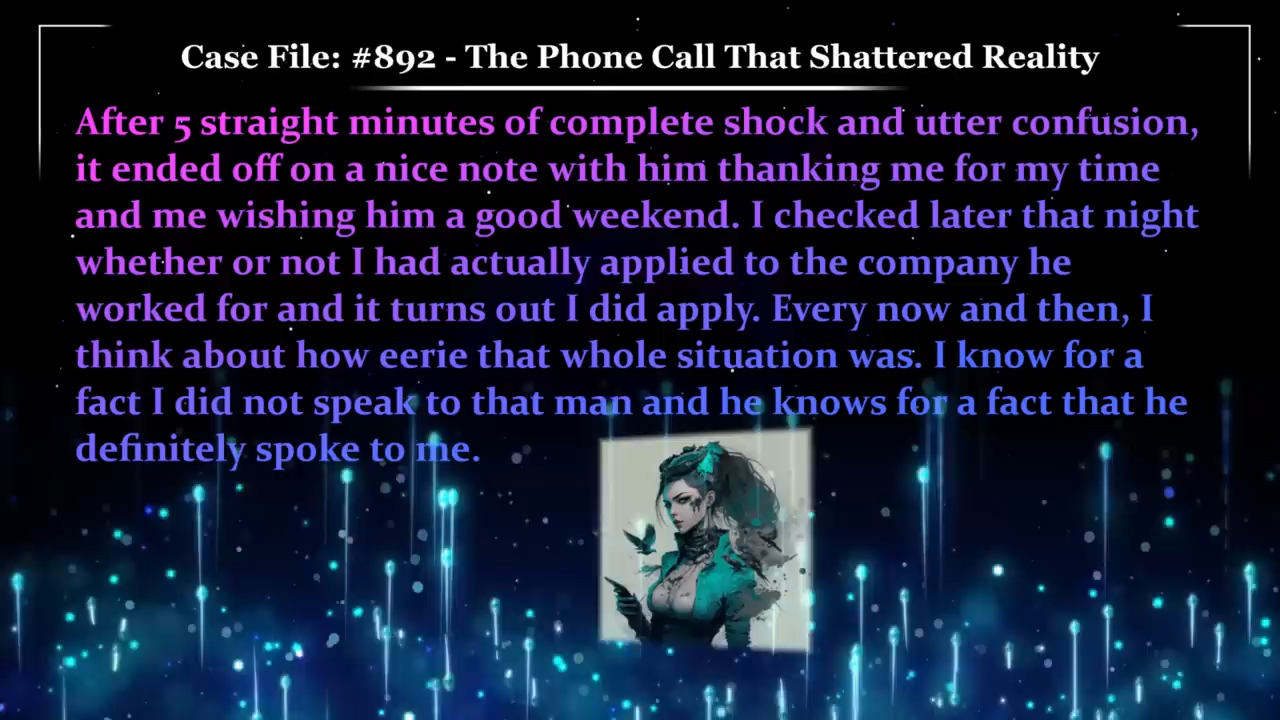 Case File: #892 - The Phone Call That Shattered Reality
After 5 straight minutes of complete shock and utter confusion,
it ended off on a nice note with him thanking me for my time
and me wishing him a good weekend. I checked later that night
whether or not I had actually applied to the company he
worked for and it turns out I did apply. Every now and then, I
think about how eerie that whole situation was. I know for a
fact I did not speak to that man and he knows for a fact that he
definitely spoke to me.